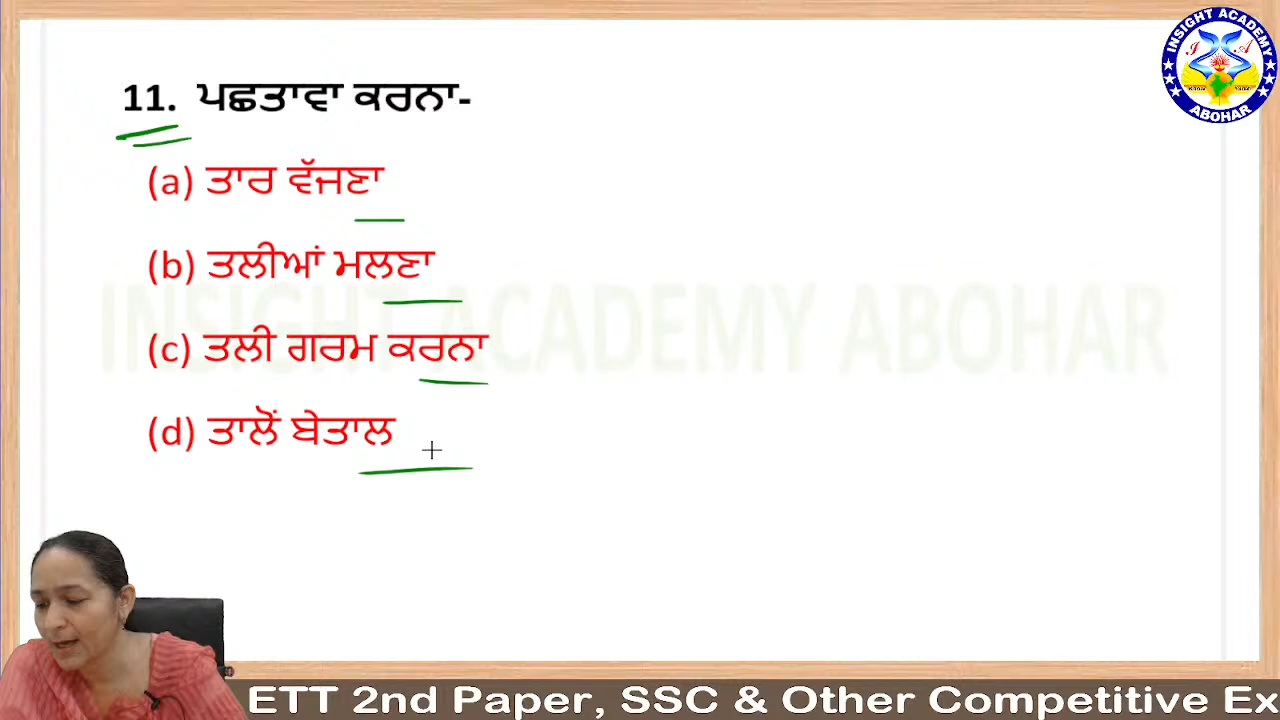 INSIGHT ACADEMY
I A
ABOHAR
11. ਪਛਤਾਵਾ ਕਰਨਾ-
(a) ਤਾਰ ਵੱਜਣਾ
(b) ਤਲੀਆਂ ਮਲਣਾ
(c) ਤਲੀ ਗਰਮ ਕਰਨਾ
(d) ਤਾਲੋਂ ਬੇਤਾਲ
INSIGHT ACADEMY ABOHAR
ETT 2nd Paper, SSC & Other Competitive Ex